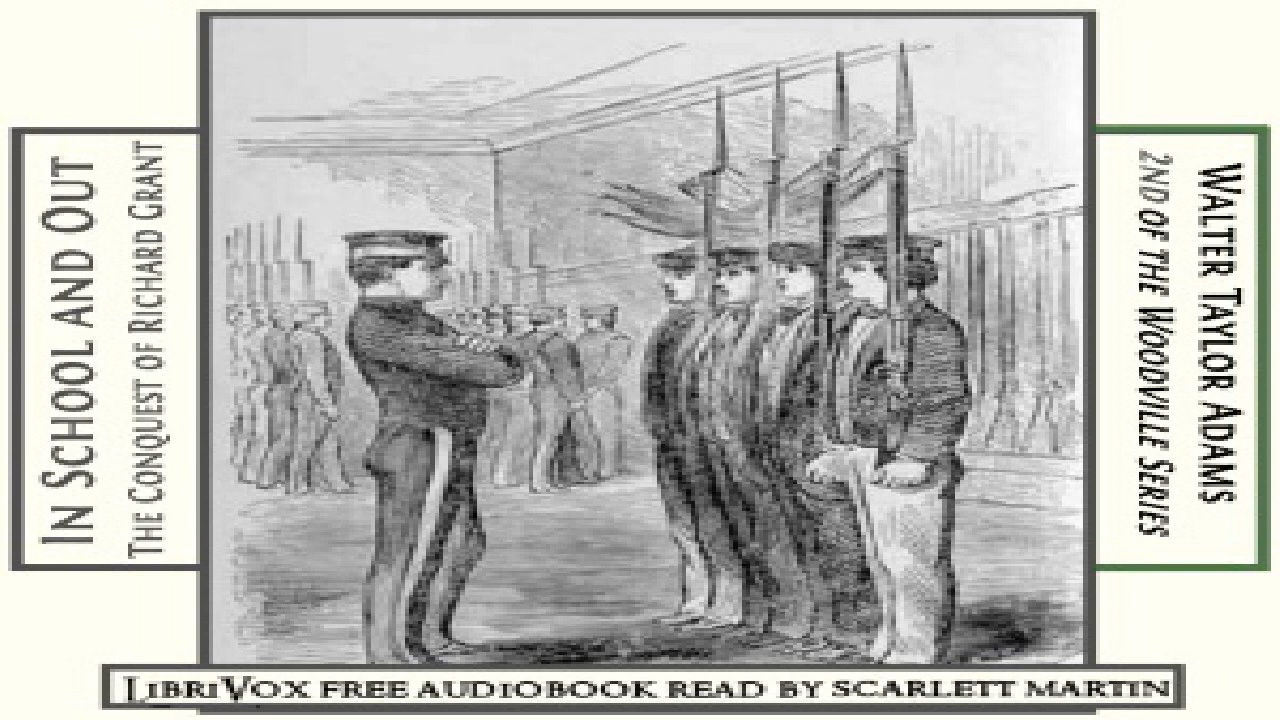 In School and Out
The Conquest of Richard Grant
Walter Taylor Adams
2nd of the Woodville Series
LibriVox free audiobook read by Scarlett Martin